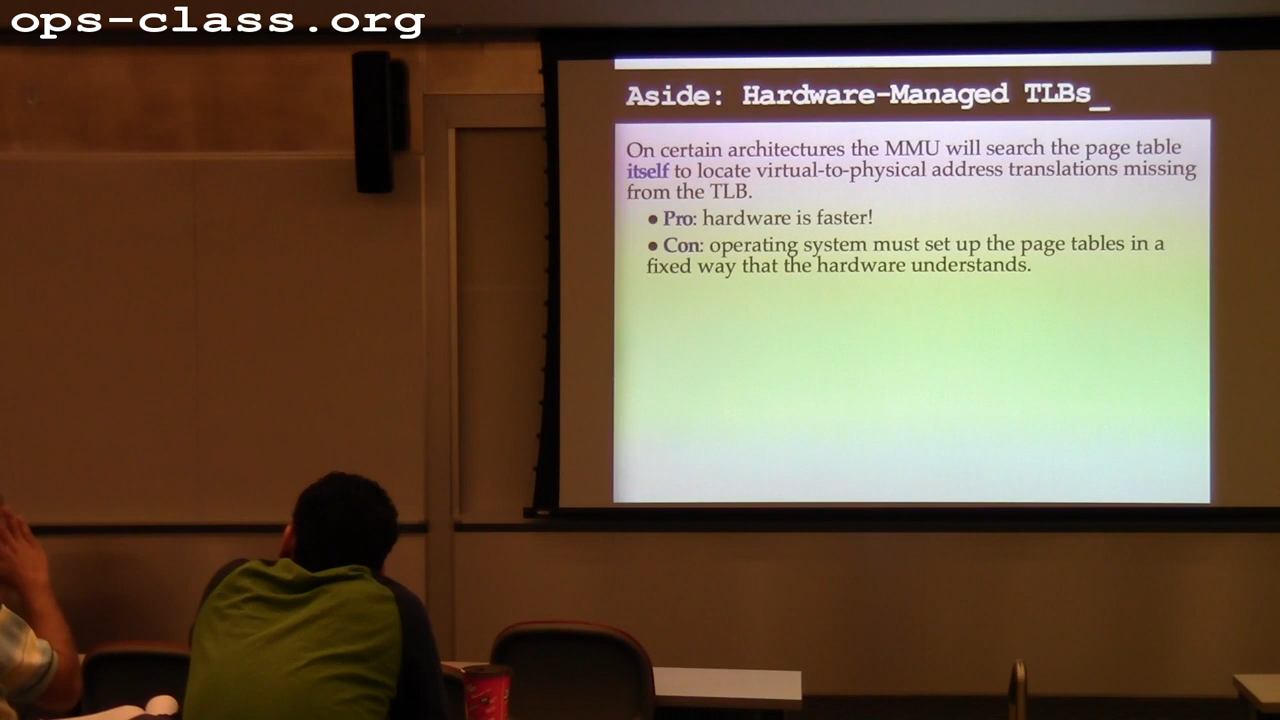 ops-class.org
Aside: Hardware-Managed TLBs_
On certain architectures the MMU will search the page table
itself to locate virtual-to-physical address translations missing
from the TLB.
● Pro: hardware is faster!
● Con: operating system must set up the page tables in a
fixed way that the hardware understands.